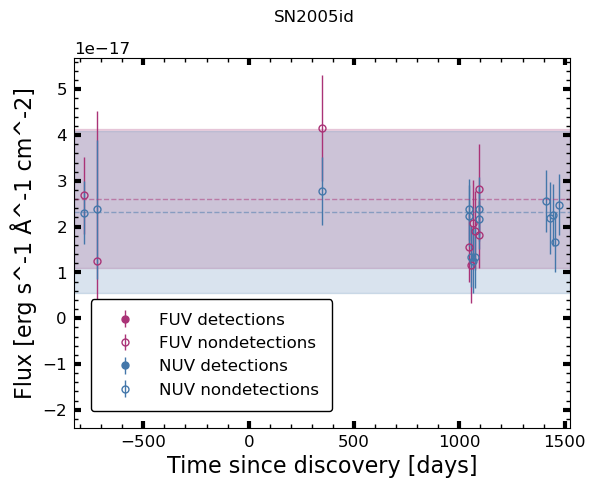 SN2005id
1e−17
5
4
3
2
1
0
−1
−2
Flux [erg s^-1 Å^-1 cm^-2]
FUV detections
FUV nondetections
NUV detections
NUV nondetections
−500 0 500 1000 1500
Time since discovery [days]